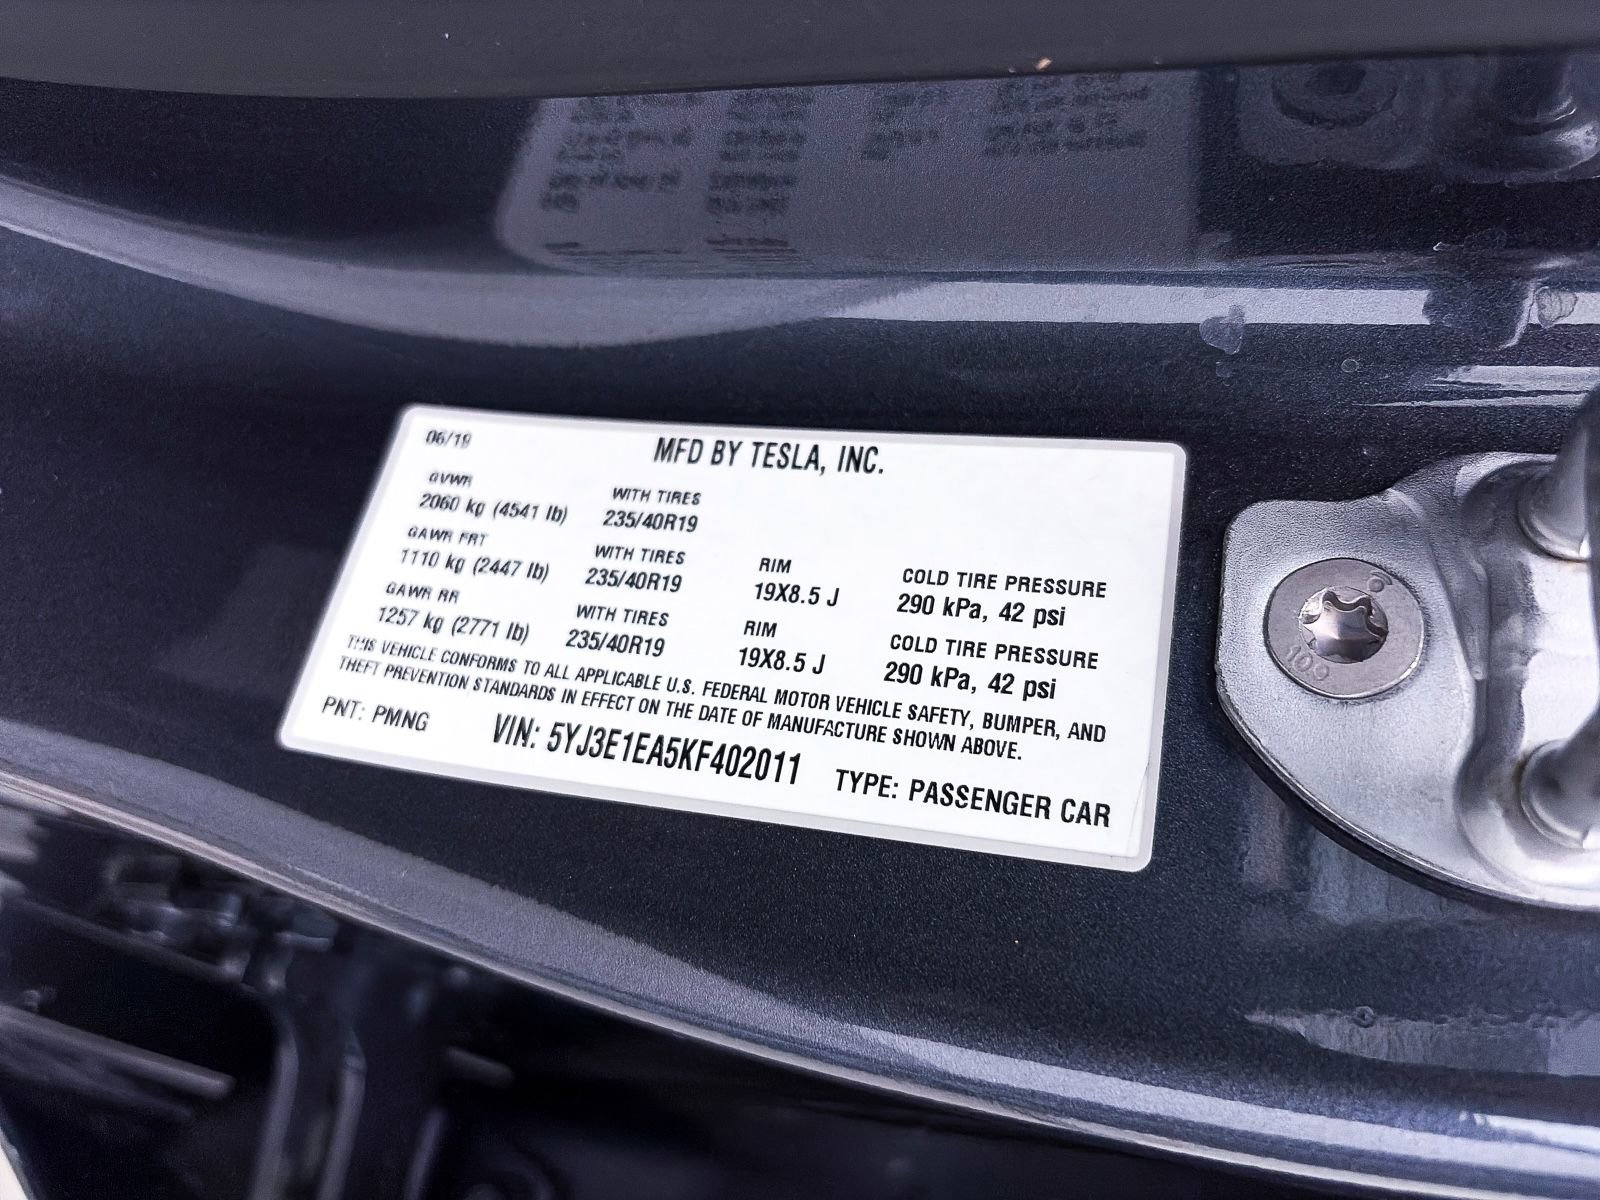 06/19
MFD BY TESLA, INC.
GVWR
2060 kg (4541 lb)
WITH TIRES
235/40R19
GAWR FRT
1110 kg (2447 lb)
WITH TIRES
235/40R19
RIM
19X8.5 J
COLD TIRE PRESSURE
290 kPa, 42 psi
GAWR RR
1257 kg (2771 lb)
WITH TIRES
235/40R19
RIM
19X8.5 J
COLD TIRE PRESSURE
290 kPa, 42 psi
THIS VEHICLE CONFORMS TO ALL APPLICABLE U.S. FEDERAL MOTOR VEHICLE SAFETY, BUMPER, AND
THEFT PREVENTION STANDARDS IN EFFECT ON THE DATE OF MANUFACTURE SHOWN ABOVE.
PNT: PMNG
VIN: 5YJ3E1EA5KF402011
TYPE: PASSENGER CAR